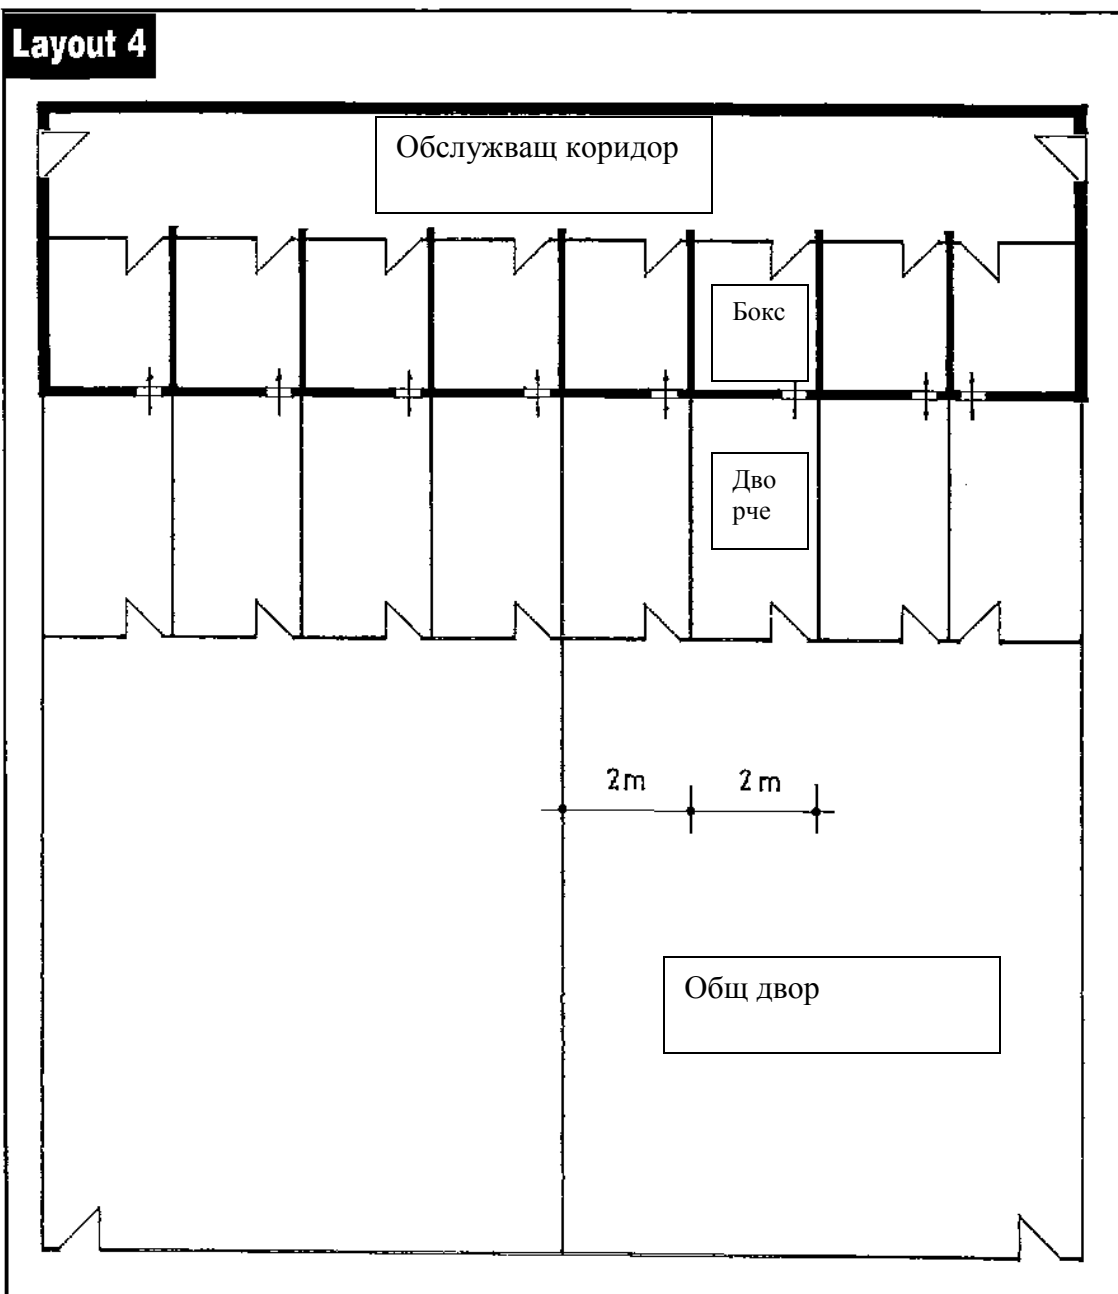 Layout 4
Обслужващ коридор
Бокс
Дво
рче
2m 2m
Общ двор